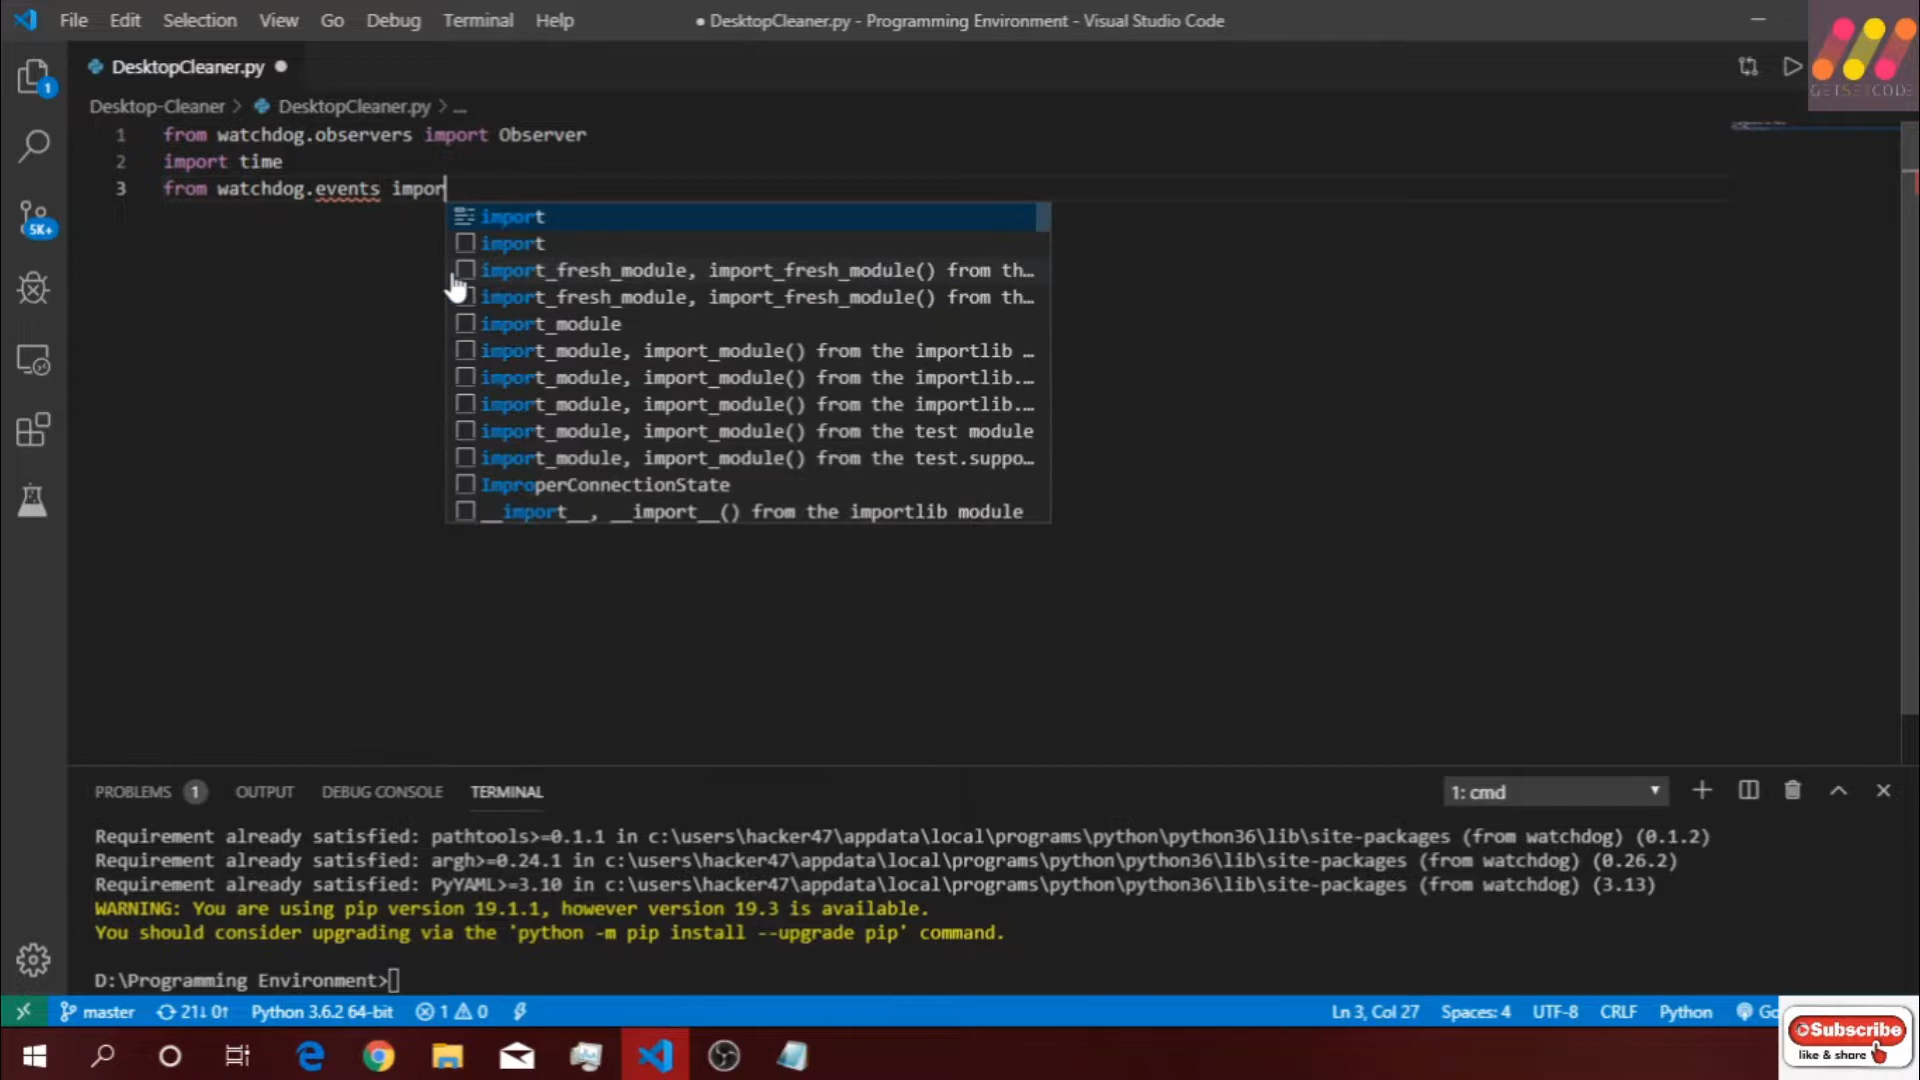 File Edit Selection View Go Debug Terminal Help
● DesktopCleaner.py - Programming Environment - Visual Studio Code
GETSETCODE
1
DesktopCleaner.py
Desktop-Cleaner > DesktopCleaner.py > ...
1 from watchdog.observers import Observer
2 import time
3 from watchdog.events impor
import
import
import_fresh_module, import_fresh_module() from th…
import_fresh_module, import_fresh_module() from th…
import_module
import_module, import_module() from the importlib …
import_module, import_module() from the importlib.…
import_module, import_module() from the importlib.…
import_module, import_module() from the test module
import_module, import_module() from the test.suppo…
ImproperConnectionState
__import__, __import__() from the importlib module
5K+
PROBLEMS 1 OUTPUT DEBUG CONSOLE TERMINAL 1: cmd
Requirement already satisfied: pathtools>=0.1.1 in c:\users\hacker47\appdata\local\programs\python\python36\lib\site-packages (from watchdog) (0.1.2)
Requirement already satisfied: argh>=0.24.1 in c:\users\hacker47\appdata\local\programs\python\python36\lib\site-packages (from watchdog) (0.26.2)
Requirement already satisfied: PyYAML>=3.10 in c:\users\hacker47\appdata\local\programs\python\python36\lib\site-packages (from watchdog) (3.13)
WARNING: You are using pip version 19.1.1, however version 19.3 is available.
You should consider upgrading via the 'python -m pip install --upgrade pip' command.
D:\Programming Environment>
master 21↓ 0↑ Python 3.6.2 64-bit 1 0 Ln 3, Col 27 Spaces: 4 UTF-8 CRLF Python Go
Subscribe
like & share